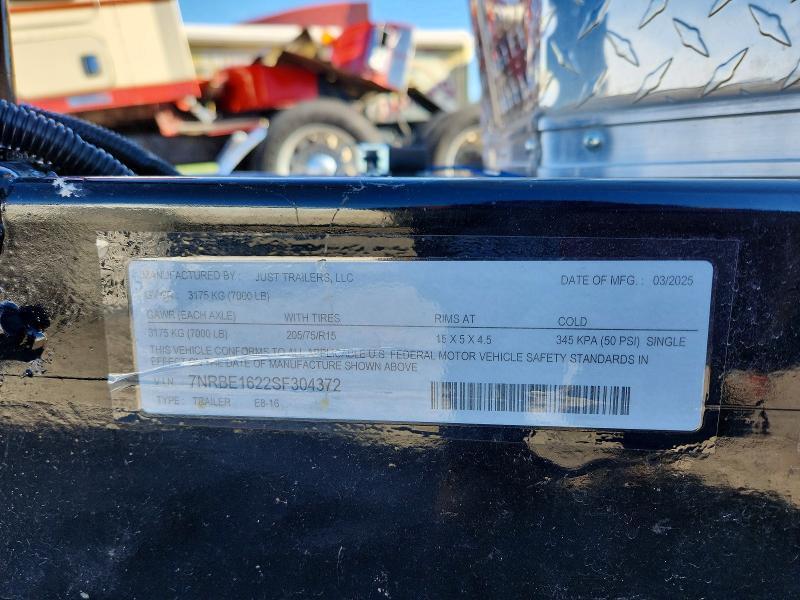 MANUFACTURED BY : JUST TRAILERS, LLC DATE OF MFG. : 03/2025
GVWR 3175 KG (7000 LB)
GAWR (EACH AXLE) WITH TIRES RIMS AT COLD
3175 KG (7000 LB) 205/75/R15 15 X 5 X 4.5 345 KPA (50 PSI) SINGLE
THIS VEHICLE CONFORMS TO ALL APPLICABLE U.S. FEDERAL MOTOR VEHICLE SAFETY STANDARDS IN
EFFECT ON THE DATE OF MANUFACTURE SHOWN ABOVE
VIN 7NRBE1622SF304372
TYPE : TRAILER E8-16